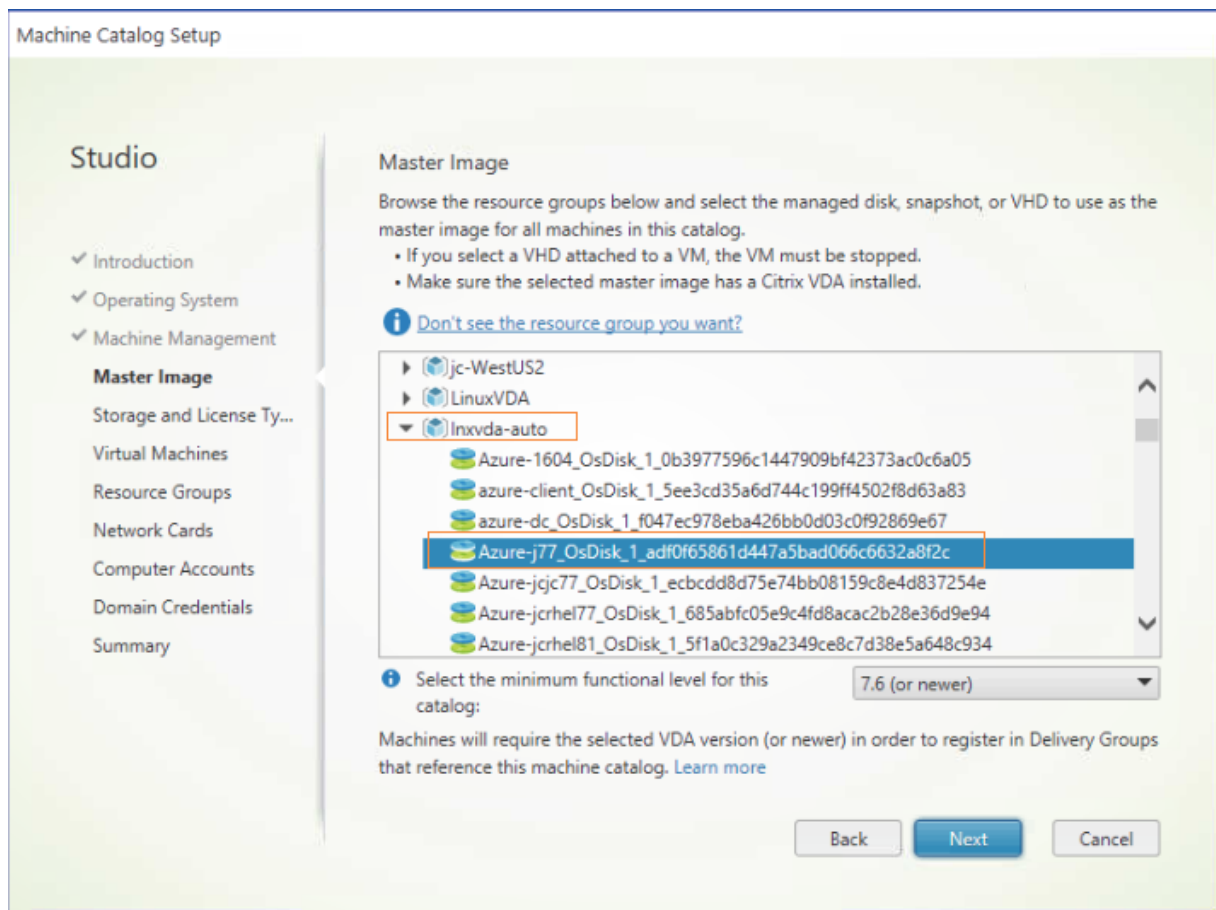 Machine Catalog Setup
Studio
Introduction
Operating System
Machine Management
Master Image
Storage and License Ty...
Virtual Machines
Resource Groups
Network Cards
Computer Accounts
Domain Credentials
Summary
Master Image
Browse the resource groups below and select the managed disk, snapshot, or VHD to use as the
master image for all machines in this catalog.
• If you select a VHD attached to a VM, the VM must be stopped.
• Make sure the selected master image has a Citrix VDA installed.
Don't see the resource group you want?
jc-WestUS2
LinuxVDA
lnxvda-auto
Azure-1604_OsDisk_1_0b3977596c1447909bf42373ac0c6a05
azure-client_OsDisk_1_5ee3cd35a6d744c199ff4502f8d63a83
azure-dc_OsDisk_1_f047ec978eba426bb0d03c0f92869e67
Azure-j77_OsDisk_1_adf0f65861d447a5bad066c6632a8f2c
Azure-jcjc77_OsDisk_1_ecbcdd8d75e74bb08159c8e4d837254e
Azure-jcrhel77_OsDisk_1_685abfc05e9c4fd8acac2b28e36d9e94
Azure-jcrhel81_OsDisk_1_5f1a0c329a2349ce8c7d38e5a648c934
Select the minimum functional level for this
catalog:
7.6 (or newer)
Machines will require the selected VDA version (or newer) in order to register in Delivery Groups
that reference this machine catalog. Learn more
Back
Next
Cancel